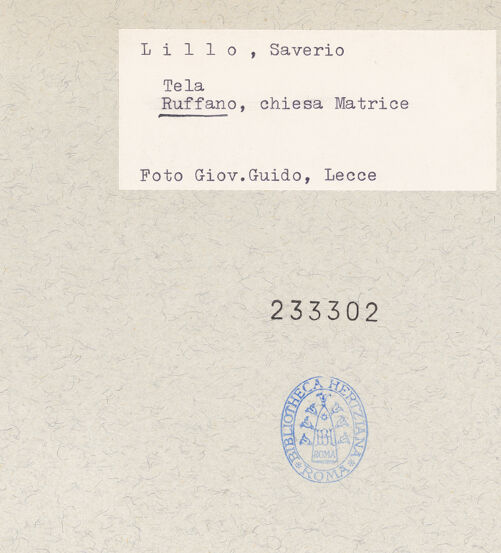 L i l l o , Saverio
Tela
Ruffano, chiesa Matrice
Foto Giov.Guido, Lecce
233302
BIBLIOTHECA HERTZIANA
ROMA
* ROMA *